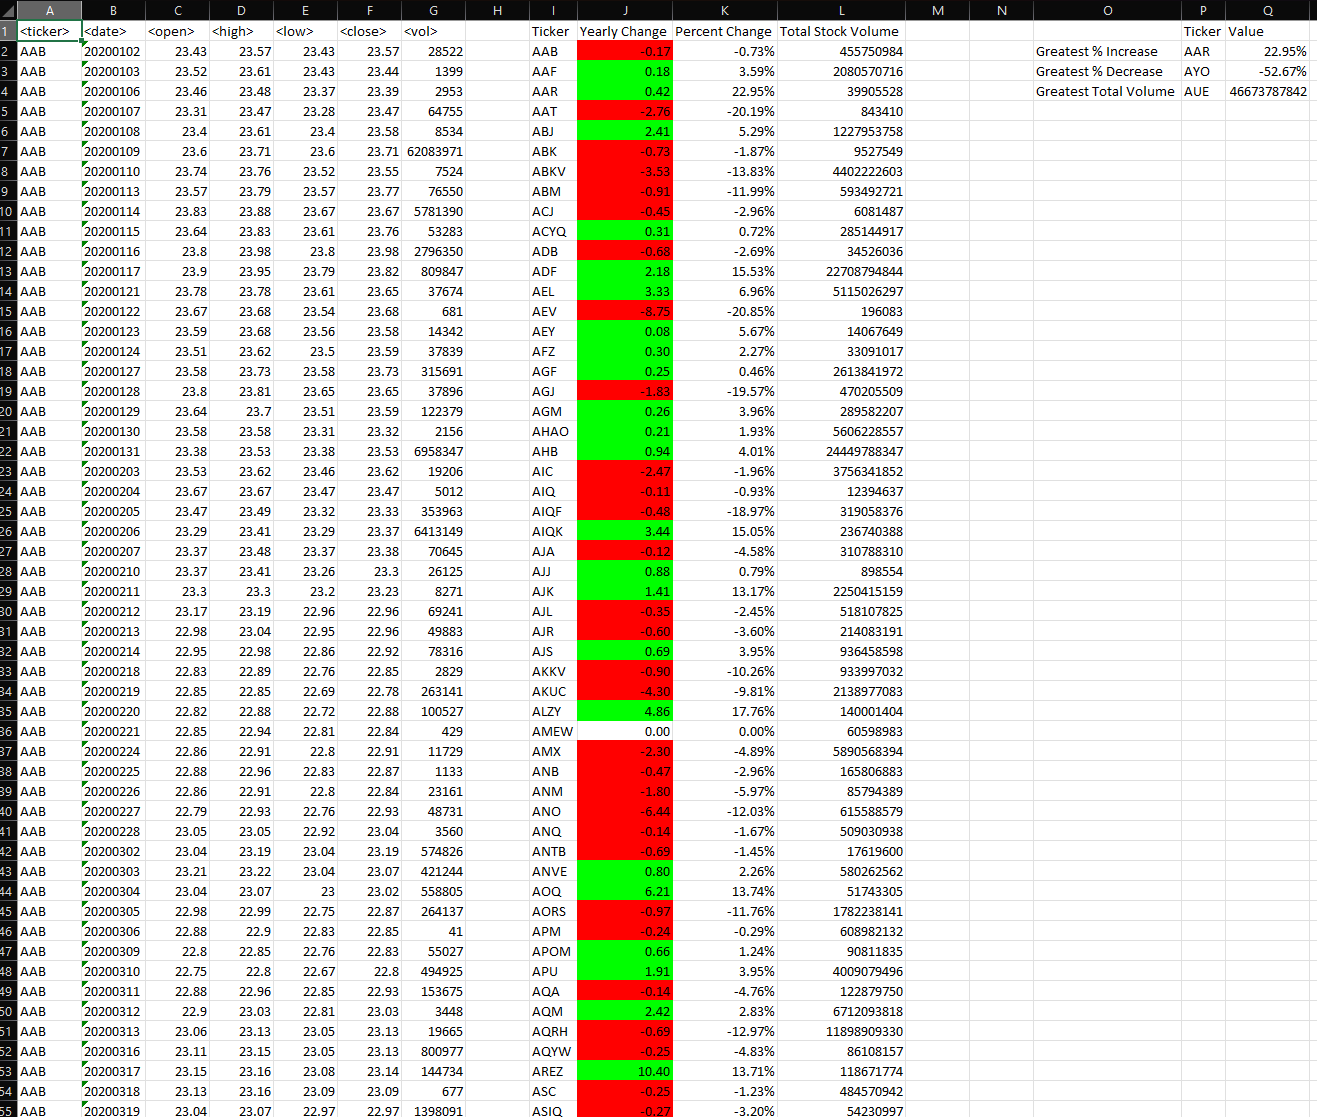 A B C D E F G H I J K L M N O P Q
1 <ticker> <date> <open> <high> <low> <close> <vol> Ticker Yearly Change Percent Change Total Stock Volume Ticker Value
2 AAB 20200102 23.43 23.57 23.43 23.57 28522 AAB -0.17 -0.73% 455750984 Greatest % Increase AAR 22.95%
3 AAB 20200103 23.52 23.61 23.43 23.44 1399 AAF 0.18 3.59% 2080570716 Greatest % Decrease AYO -52.67%
4 AAB 20200106 23.46 23.48 23.37 23.39 2953 AAR 0.42 22.95% 39905528 Greatest Total Volume AUE 46673787842
5 AAB 20200107 23.31 23.47 23.28 23.47 64755 AAT -2.76 -20.19% 843410
6 AAB 20200108 23.4 23.61 23.4 23.58 8534 ABJ 2.41 5.29% 1227953758
7 AAB 20200109 23.6 23.71 23.6 23.71 62083971 ABK -0.73 -1.87% 9527549
8 AAB 20200110 23.74 23.76 23.52 23.55 7524 ABKV -3.53 -13.83% 4402222603
9 AAB 20200113 23.57 23.79 23.57 23.77 76550 ABM -0.91 -11.99% 593492721
10 AAB 20200114 23.83 23.88 23.67 23.67 5781390 ACJ -0.45 -2.96% 6081487
11 AAB 20200115 23.64 23.83 23.61 23.76 53283 ACYQ 0.31 0.72% 285144917
12 AAB 20200116 23.8 23.98 23.8 23.98 2796350 ADB -0.68 -2.69% 34526036
13 AAB 20200117 23.9 23.95 23.79 23.82 809847 ADF 2.18 15.53% 22708794844
14 AAB 20200121 23.78 23.78 23.61 23.65 37674 AEL 3.33 6.96% 5115026297
15 AAB 20200122 23.67 23.68 23.54 23.68 681 AEV -8.75 -20.85% 196083
16 AAB 20200123 23.59 23.68 23.56 23.58 14342 AEY 0.08 5.67% 14067649
17 AAB 20200124 23.51 23.62 23.5 23.59 37839 AFZ 0.30 2.27% 33091017
18 AAB 20200127 23.58 23.73 23.58 23.73 315691 AGF 0.25 0.46% 2613841972
19 AAB 20200128 23.8 23.81 23.65 23.65 37896 AGJ -1.83 -19.57% 470205509
20 AAB 20200129 23.64 23.7 23.51 23.59 122379 AGM 0.26 3.96% 289582207
21 AAB 20200130 23.58 23.58 23.31 23.32 2156 AHAO 0.21 1.93% 5606228557
22 AAB 20200131 23.38 23.53 23.38 23.53 6958347 AHB 0.94 4.01% 24449788347
23 AAB 20200203 23.53 23.62 23.46 23.62 19206 AIC -2.47 -1.96% 3756341852
24 AAB 20200204 23.67 23.67 23.47 23.47 5012 AIQ -0.11 -0.93% 12394637
25 AAB 20200205 23.47 23.49 23.32 23.33 353963 AIQF -0.48 -18.97% 319058376
26 AAB 20200206 23.29 23.41 23.29 23.37 6413149 AIQK 3.44 15.05% 236740388
27 AAB 20200207 23.37 23.48 23.37 23.38 70645 AJA -0.12 -4.58% 310788310
28 AAB 20200210 23.37 23.41 23.26 23.3 26125 AJJ 0.88 0.79% 898554
29 AAB 20200211 23.3 23.3 23.2 23.23 8271 AJK 1.41 13.17% 2250415159
30 AAB 20200212 23.17 23.19 22.96 22.96 69241 AJL -0.35 -2.45% 518107825
31 AAB 20200213 22.98 23.04 22.95 22.96 49883 AJR -0.60 -3.60% 214083191
32 AAB 20200214 22.95 22.98 22.86 22.92 78316 AJS 0.69 3.95% 936458598
33 AAB 20200218 22.83 22.89 22.76 22.85 2829 AKKV -0.90 -10.26% 933997032
34 AAB 20200219 22.85 22.85 22.69 22.78 263141 AKUC -4.30 -9.81% 2138977083
35 AAB 20200220 22.82 22.88 22.72 22.88 100527 ALZY 4.86 17.76% 140001404
36 AAB 20200221 22.85 22.94 22.81 22.84 429 AMEW 0.00 0.00% 60598983
37 AAB 20200224 22.86 22.91 22.8 22.91 11729 AMX -2.30 -4.89% 5890568394
38 AAB 20200225 22.88 22.96 22.83 22.87 1133 ANB -0.47 -2.96% 165806883
39 AAB 20200226 22.86 22.91 22.8 22.84 23161 ANM -1.80 -5.97% 85794389
40 AAB 20200227 22.79 22.93 22.76 22.93 48731 ANO -6.44 -12.03% 615588579
41 AAB 20200228 23.05 23.05 22.92 23.04 3560 ANQ -0.14 -1.67% 509030938
42 AAB 20200302 23.04 23.19 23.04 23.19 574826 ANTB -0.69 -1.45% 17619600
43 AAB 20200303 23.21 23.22 23.04 23.07 421244 ANVE 0.80 2.26% 580262562
44 AAB 20200304 23.04 23.07 23 23.02 558805 AOQ 6.21 13.74% 51743305
45 AAB 20200305 22.98 22.99 22.75 22.87 264137 AORS -0.97 -11.76% 1782238141
46 AAB 20200306 22.88 22.9 22.83 22.85 41 APM -0.24 -0.29% 608982132
47 AAB 20200309 22.8 22.85 22.76 22.83 55027 APOM 0.66 1.24% 90811835
48 AAB 20200310 22.75 22.8 22.67 22.8 494925 APU 1.91 3.95% 4009079496
49 AAB 20200311 22.88 22.96 22.85 22.93 153675 AQA -0.14 -4.76% 122879750
50 AAB 20200312 22.9 23.03 22.81 23.03 3448 AQM 2.42 2.83% 6712093818
51 AAB 20200313 23.06 23.13 23.05 23.13 19665 AQRH -0.69 -12.97% 11898909330
52 AAB 20200316 23.11 23.15 23.05 23.13 800977 AQYW -0.25 -4.83% 86108157
53 AAB 20200317 23.15 23.16 23.08 23.14 144734 AREZ 10.40 13.71% 118671774
54 AAB 20200318 23.13 23.16 23.09 23.09 677 ASC -0.25 -1.23% 484570942
55 AAB 20200319 23.04 23.07 22.97 22.97 1398091 ASIQ -0.27 -3.20% 54230997